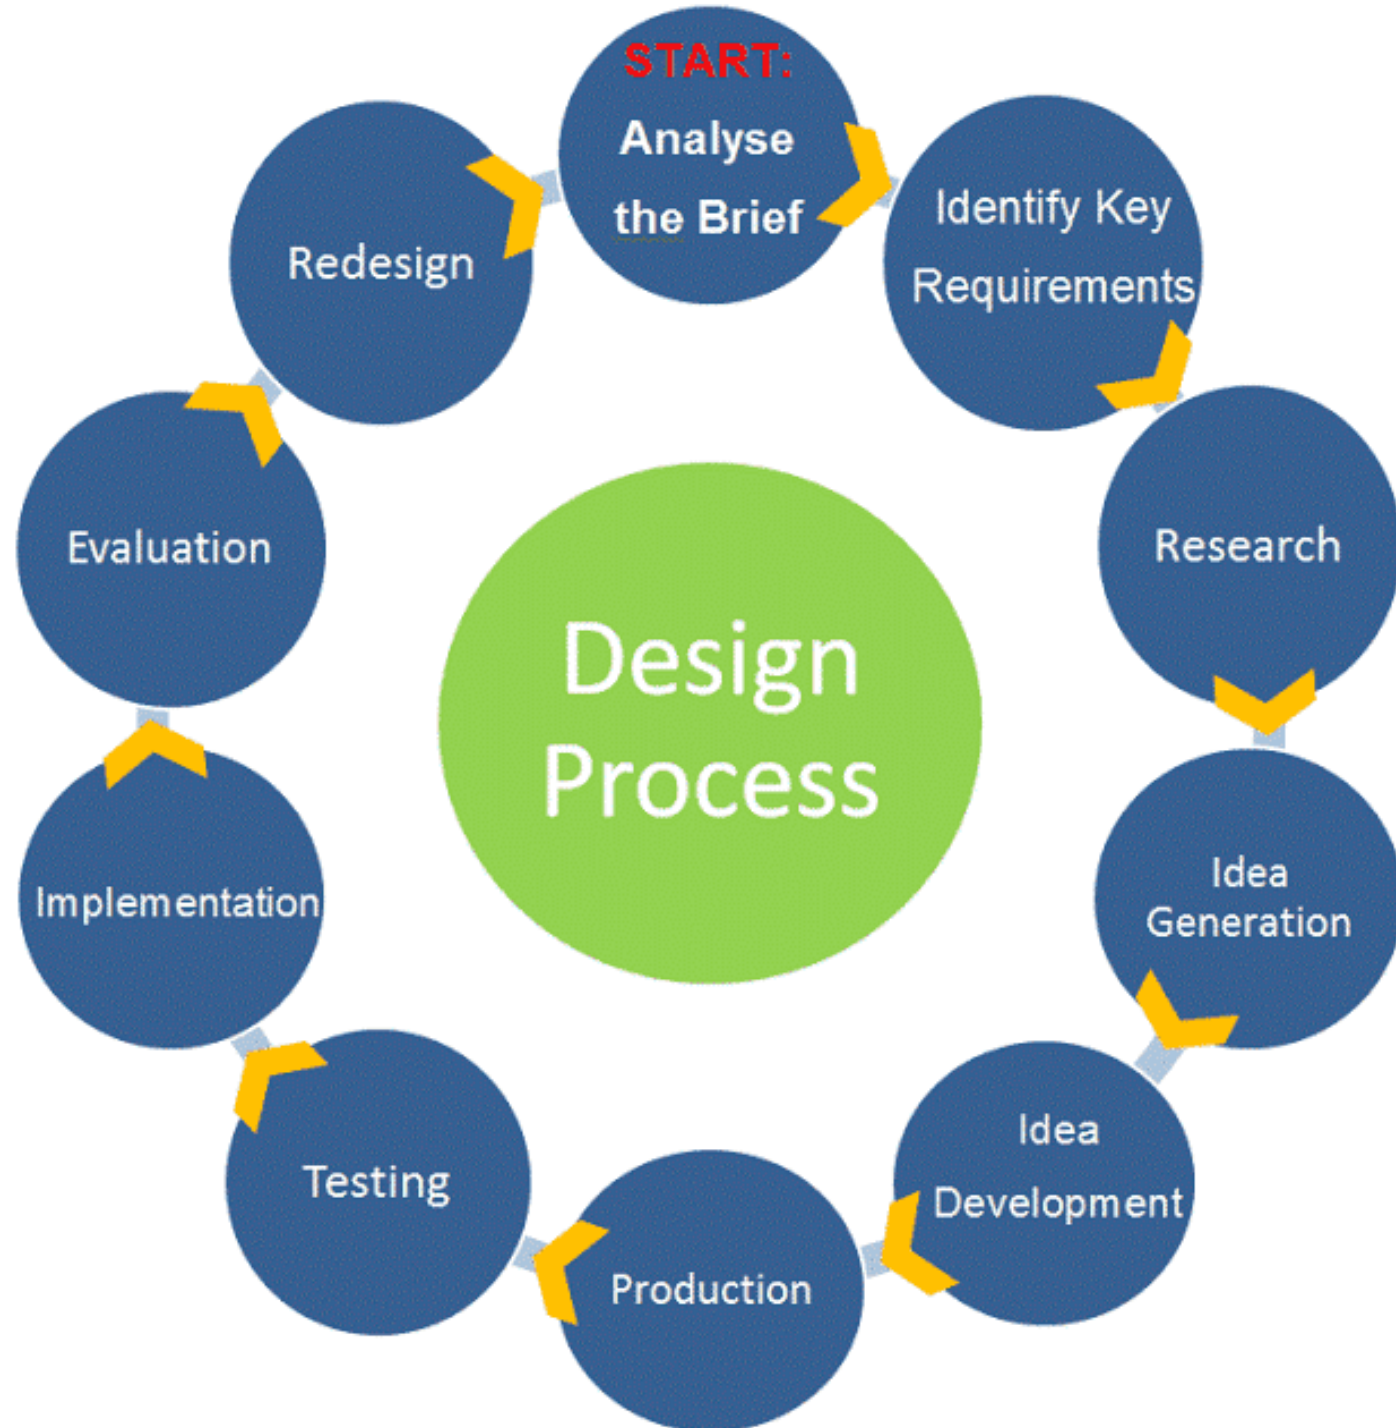 START:
Analyse
the Brief
Identify Key
Requirements
Research
Idea
Generation
Idea
Development
Production
Testing
Implementation
Evaluation
Redesign
Design
Process